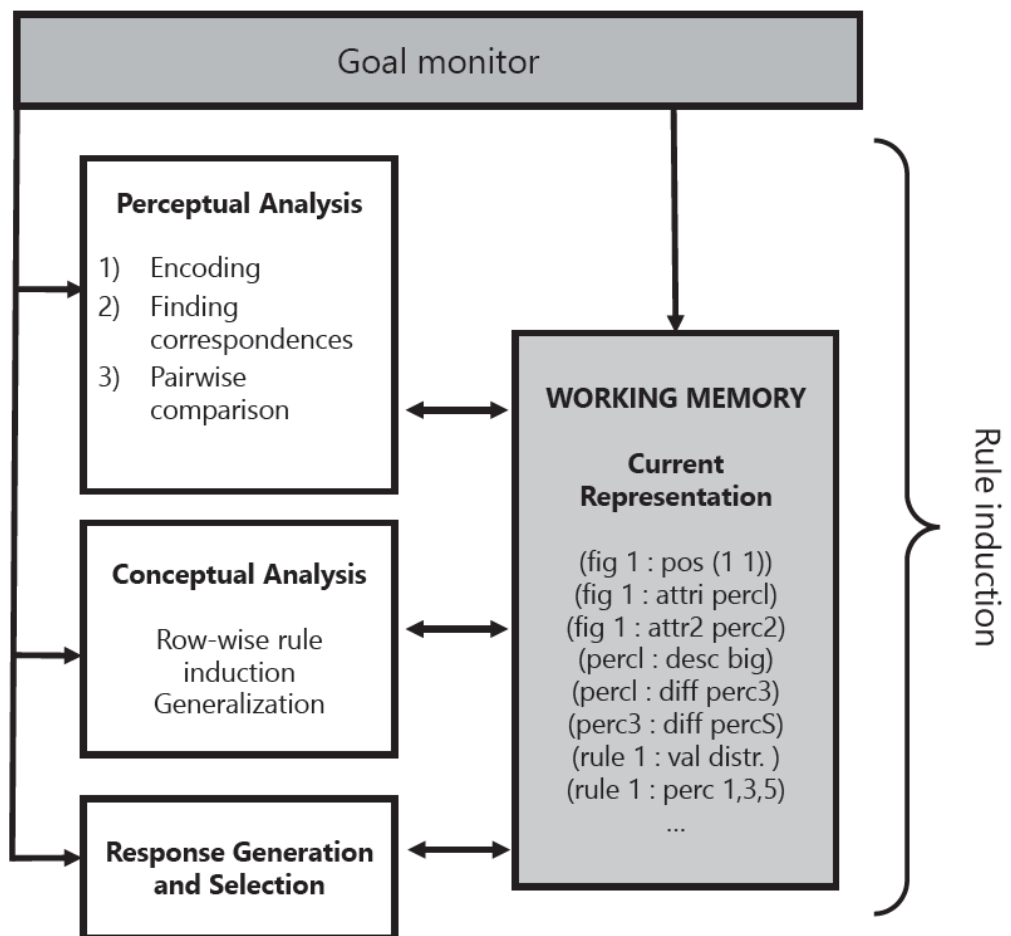 Goal monitor
Perceptual Analysis
1) Encoding
2) Finding
correspondences
3) Pairwise
comparison
Conceptual Analysis
Row-wise rule
induction
Generalization
Response Generation
and Selection
WORKING MEMORY
Current
Representation
(fig 1 : pos (1 1))
(fig 1 : attri percl)
(fig 1 : attr2 perc2)
(percl : desc big)
(percl : diff perc3)
(perc3 : diff percS)
(rule 1 : val distr. )
(rule 1 : perc 1,3,5)
...
Rule induction